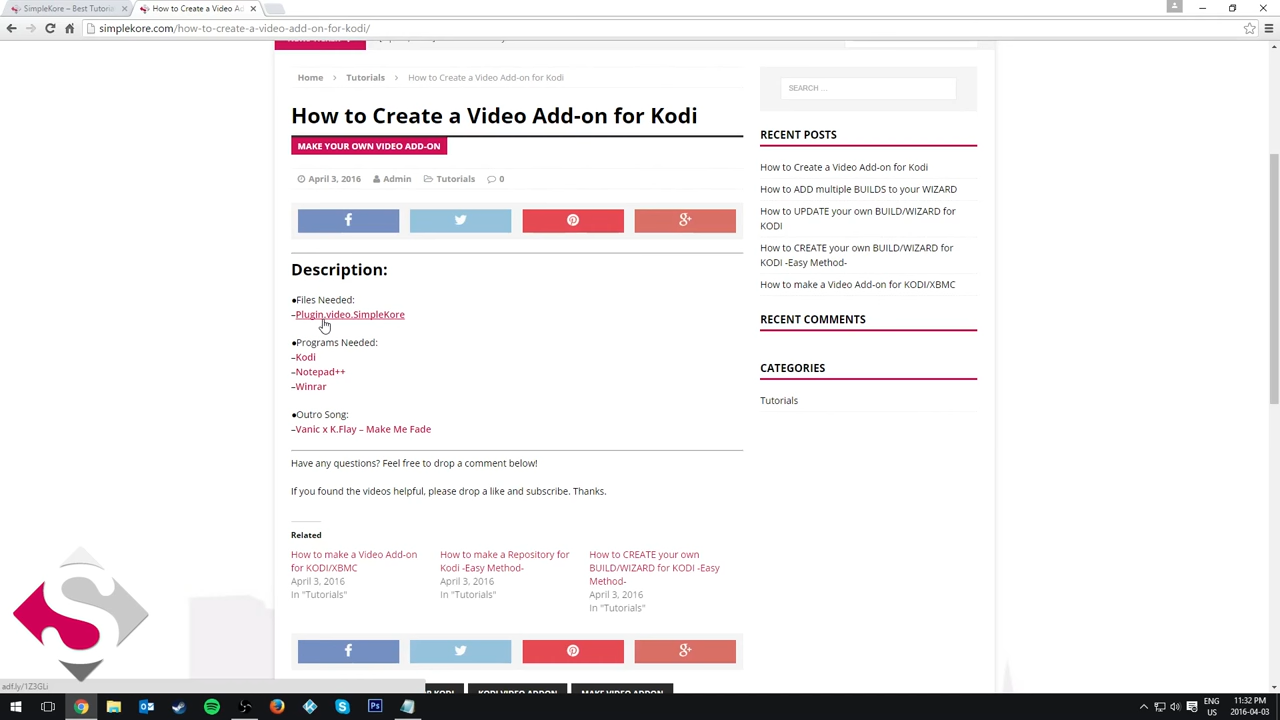 SimpleKore – Best Tutoria
How to Create a Video Ad
simplekore.com/how-to-create-a-video-add-on-for-kodi/
Home > Tutorials > How to Create a Video Add-on for Kodi
How to Create a Video Add-on for Kodi
MAKE YOUR OWN VIDEO ADD-ON
April 3, 2016 Admin Tutorials 0
Description:
●Files Needed:
–Plugin.video.SimpleKore
●Programs Needed:
–Kodi
–Notepad++
–Winrar
●Outro Song:
–Vanic x K.Flay – Make Me Fade
Have any questions? Feel free to drop a comment below!
If you found the videos helpful, please drop a like and subscribe. Thanks.
Related
How to make a Video Add-on
for KODI/XBMC
April 3, 2016
In "Tutorials"
How to make a Repository for
Kodi -Easy Method-
April 3, 2016
In "Tutorials"
How to CREATE your own
BUILD/WIZARD for KODI -Easy
Method-
April 3, 2016
In "Tutorials"
SEARCH …
RECENT POSTS
How to Create a Video Add-on for Kodi
How to ADD multiple BUILDS to your WIZARD
How to UPDATE your own BUILD/WIZARD for
KODI
How to CREATE your own BUILD/WIZARD for
KODI -Easy Method-
How to make a Video Add-on for KODI/XBMC
RECENT COMMENTS
CATEGORIES
Tutorials
KODI VIDEO ADDON
MAKE VIDEO ADDON
adf.ly/1Z3GLi
ENG
US
11:32 PM
2016-04-03